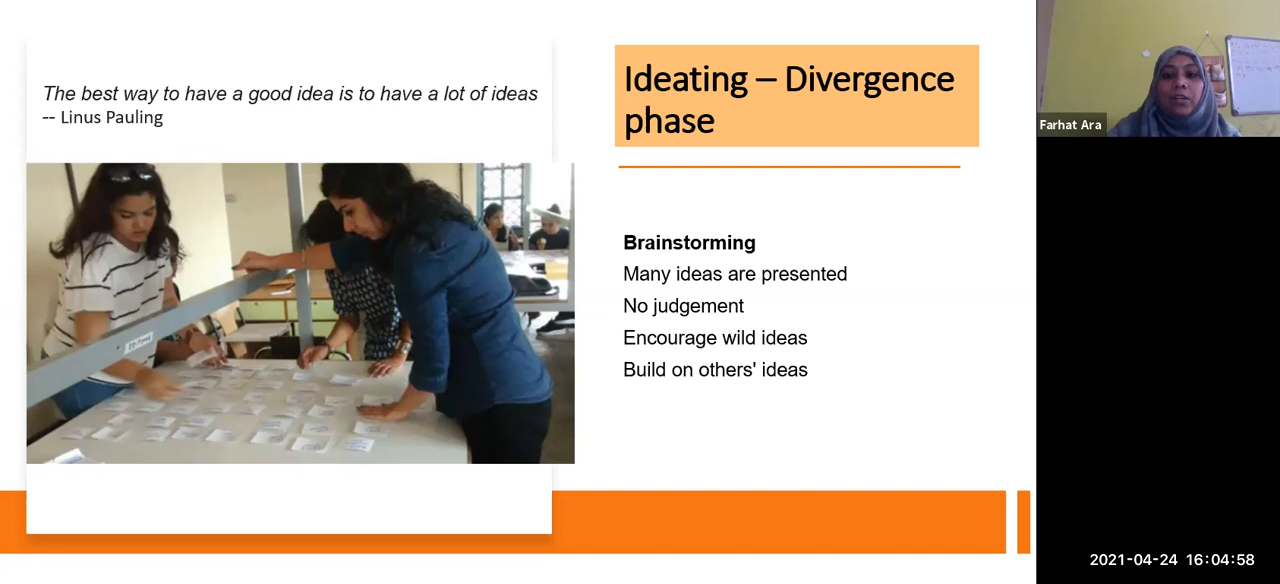 The best way to have a good idea is to have a lot of ideas
-- Linus Pauling
Ideating – Divergence
phase
Brainstorming
Many ideas are presented
No judgement
Encourage wild ideas
Build on others' ideas
Farhat Ara
2021-04-24 16:04:58